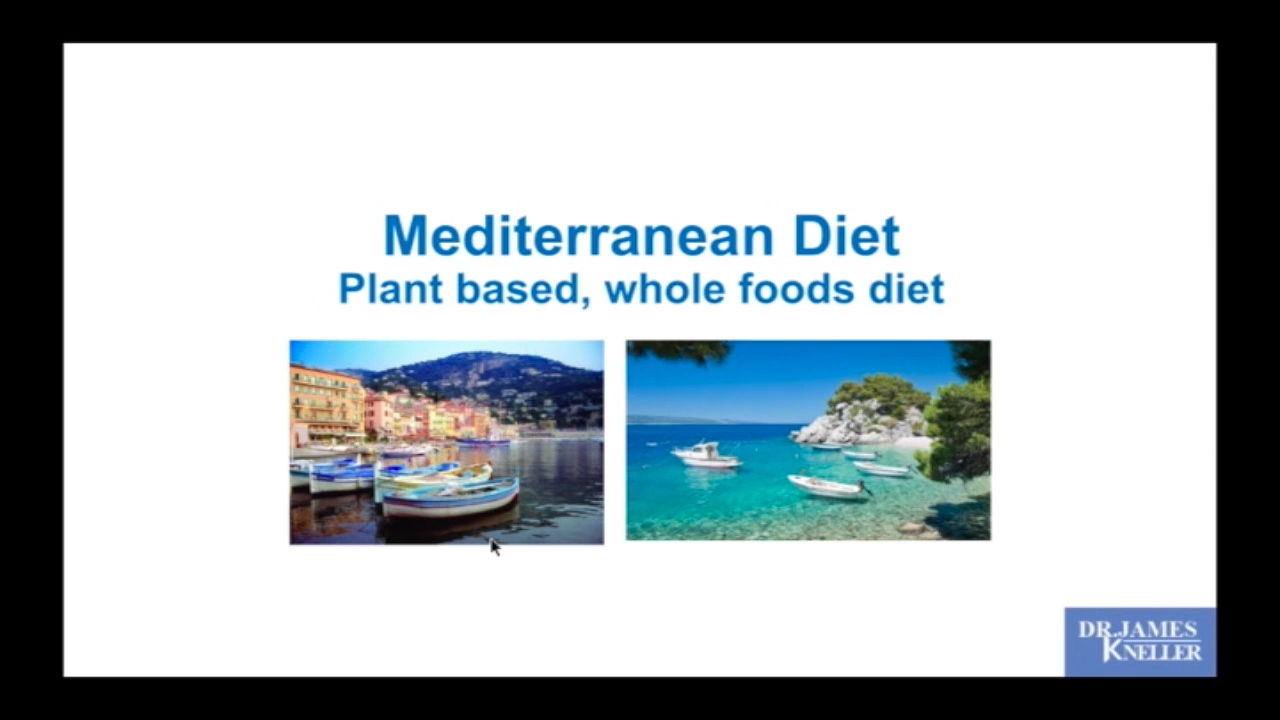 Mediterranean Diet
Plant based, whole foods diet
DR. JAMES
KNELLER